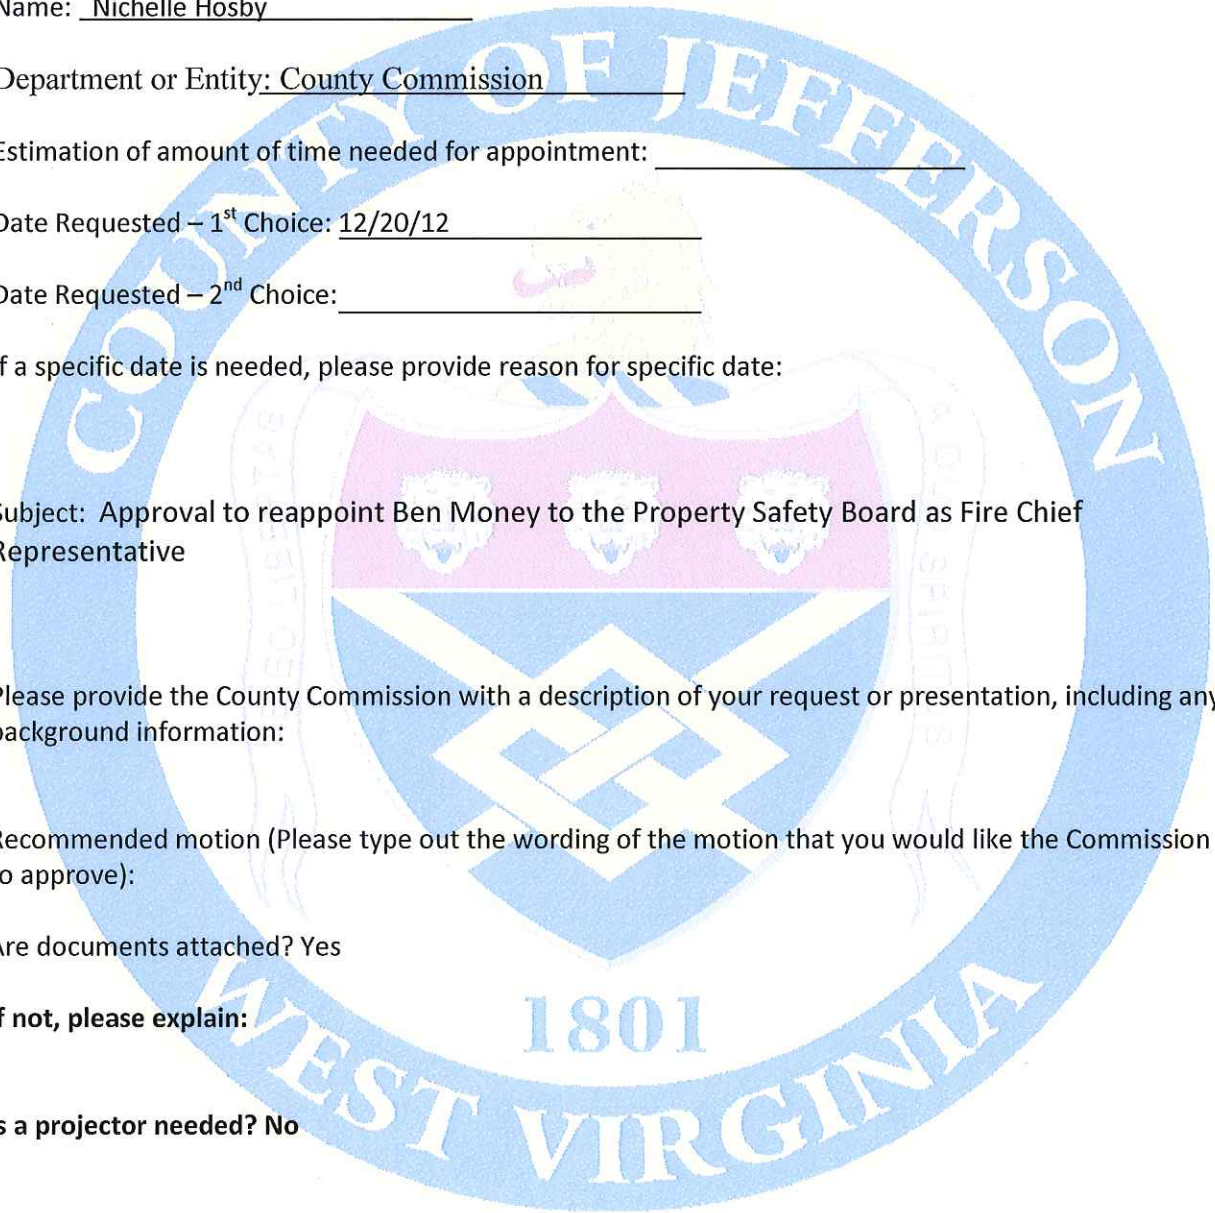 Name: Nichelle Hosby
Department or Entity: County Commission
Estimation of amount of time needed for appointment:
Date Requested – 1st Choice: 12/20/12
Date Requested – 2nd Choice:
If a specific date is needed, please provide reason for specific date:
Subject: Approval to reappoint Ben Money to the Property Safety Board as Fire Chief
Representative
Please provide the County Commission with a description of your request or presentation, including any
background information:
Recommended motion (Please type out the wording of the motion that you would like the Commission
to approve):
Are documents attached? Yes
If not, please explain:
Is a projector needed? No
COUNTY OF JEFFERSON
WEST VIRGINIA
1801